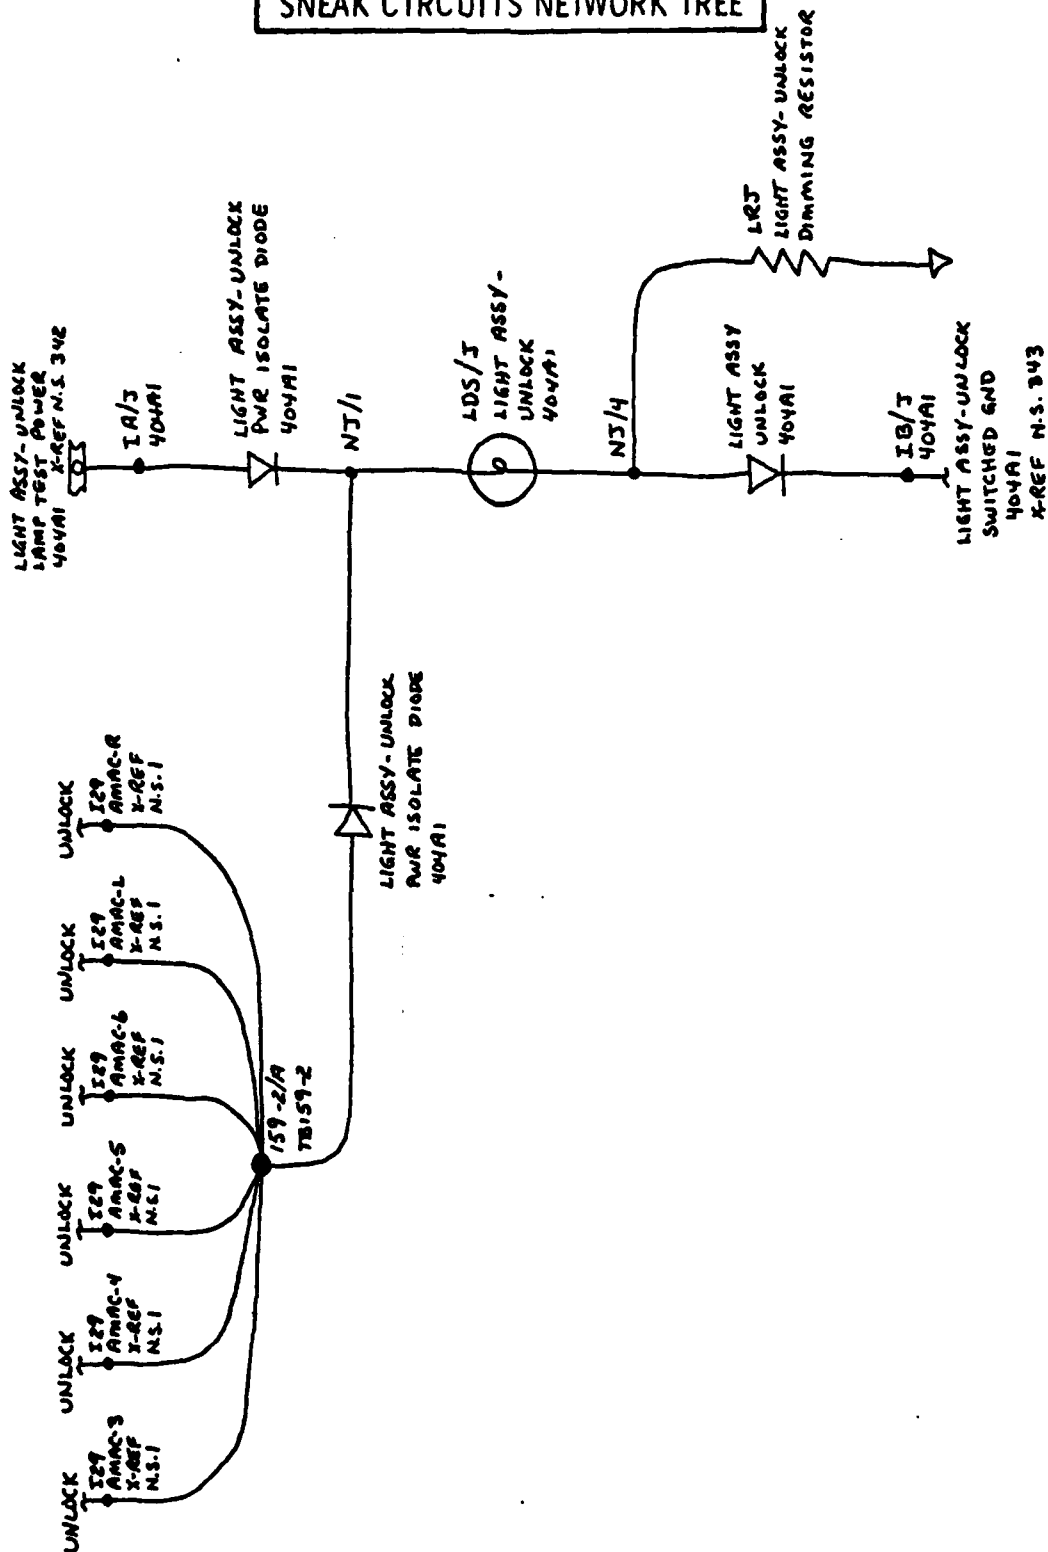 SNEAK CIRCUITS NETWORK TREE
LIGHT ASSY-UNLOCK
LAMP TEST POWER
404A1 X-REF N.S. 342
IA/J
404A1
LIGHT ASSY-UNLOCK
PWR ISOLATE DIODE
404A1
NJ/1
LDS/J
LIGHT ASSY-
UNLOCK
404A1
NJ/4
LRJ
LIGHT ASSY-UNLOCK
DIMMING RESISTOR
LIGHT ASSY
UNLOCK
404A1
IB/J
404A1
LIGHT ASSY-UNLOCK
SWITCHED GND
404A1
X-REF N.S. 343
LIGHT ASSY-UNLOCK
PWR ISOLATE DIODE
404A1
159-2/A
TB159-2
UNLOCK
I29
AMAC-3
X-REF
N.S.1
UNLOCK
I29
AMAC-4
X-REF
N.S.1
UNLOCK
I29
AMAC-5
X-REF
N.S.1
UNLOCK
I29
AMAC-6
X-REF
N.S.1
UNLOCK
I29
AMAC-L
X-REF
N.S.1
UNLOCK
I29
AMAC-R
X-REF
N.S.1